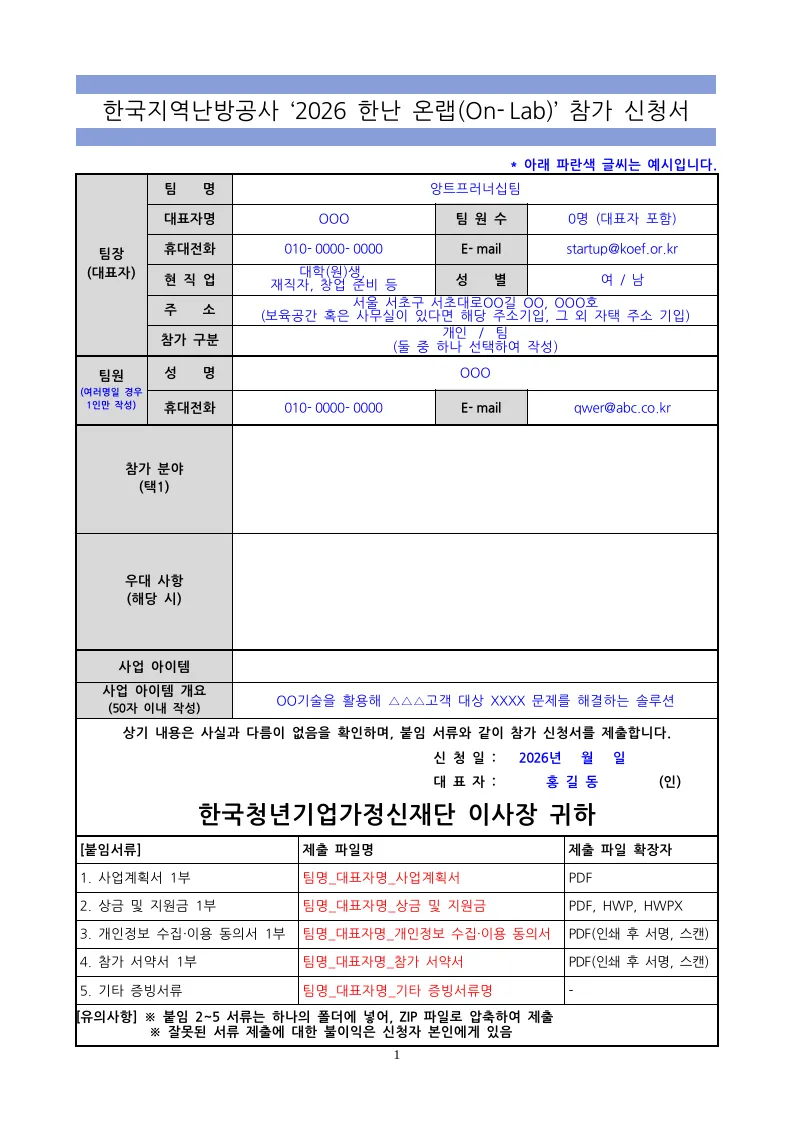 한국지역난방공사 ‘2026 한난 온랩(On-Lab)’ 참가 신청서
* 아래 파란색 글씨는 예시입니다.
팀장
(대표자)
팀 명
앙트프러너십팀
대표자명
OOO
팀 원 수
0명 (대표자 포함)
휴대전화
010-0000-0000
E-mail
startup@koef.or.kr
현 직 업
대학(원)생,
재직자, 창업 준비 등
성 별
여 / 남
주 소
서울 서초구 서초대로OO길 OO, OOO호
(보육공간 혹은 사무실이 있다면 해당 주소기입, 그 외 자택 주소 기입)
참가 구분
개인 / 팀
(둘 중 하나 선택하여 작성)
팀원
(여러명일 경우
1인만 작성)
성 명
OOO
휴대전화
010-0000-0000
E-mail
qwer@abc.co.kr
참가 분야
(택1)
우대 사항
(해당 시)
사업 아이템
사업 아이템 개요
(50자 이내 작성)
OO기술을 활용해 △△△고객 대상 XXXX 문제를 해결하는 솔루션
상기 내용은 사실과 다름이 없음을 확인하며, 붙임 서류와 같이 참가 신청서를 제출합니다.
신 청 일 : 2026년 월 일
대 표 자 : 홍 길 동 (인)
한국청년기업가정신재단 이사장 귀하
[붙임서류] 제출 파일명 제출 파일 확장자
1. 사업계획서 1부 팀명_대표자명_사업계획서 PDF
2. 상금 및 지원금 1부 팀명_대표자명_상금 및 지원금 PDF, HWP, HWPX
3. 개인정보 수집·이용 동의서 1부 팀명_대표자명_개인정보 수집·이용 동의서 PDF(인쇄 후 서명, 스캔)
4. 참가 서약서 1부 팀명_대표자명_참가 서약서 PDF(인쇄 후 서명, 스캔)
5. 기타 증빙서류 팀명_대표자명_기타 증빙서류명 -
[유의사항] ※ 붙임 2~5 서류는 하나의 폴더에 넣어, ZIP 파일로 압축하여 제출
※ 잘못된 서류 제출에 대한 불이익은 신청자 본인에게 있음
1